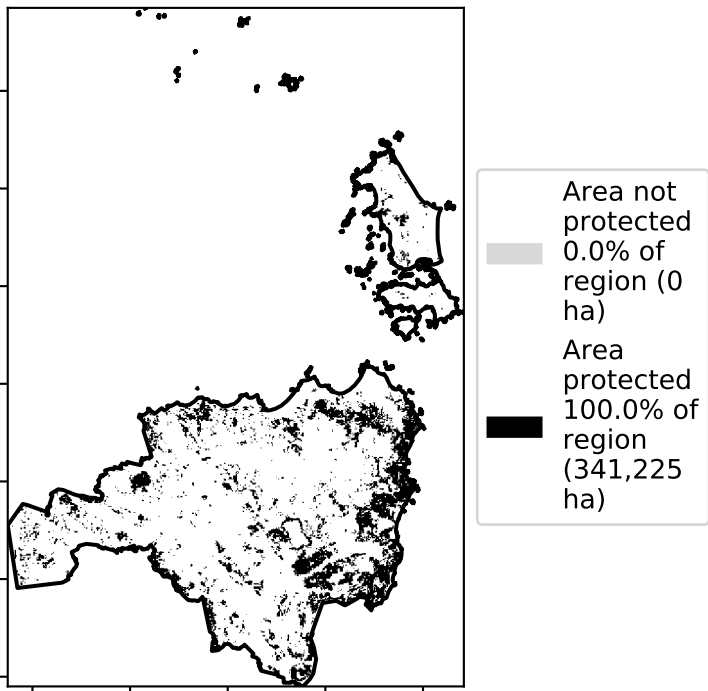 Area not
protected
0.0% of
region (0
ha)
Area
protected
100.0% of
region
(341,225
ha)